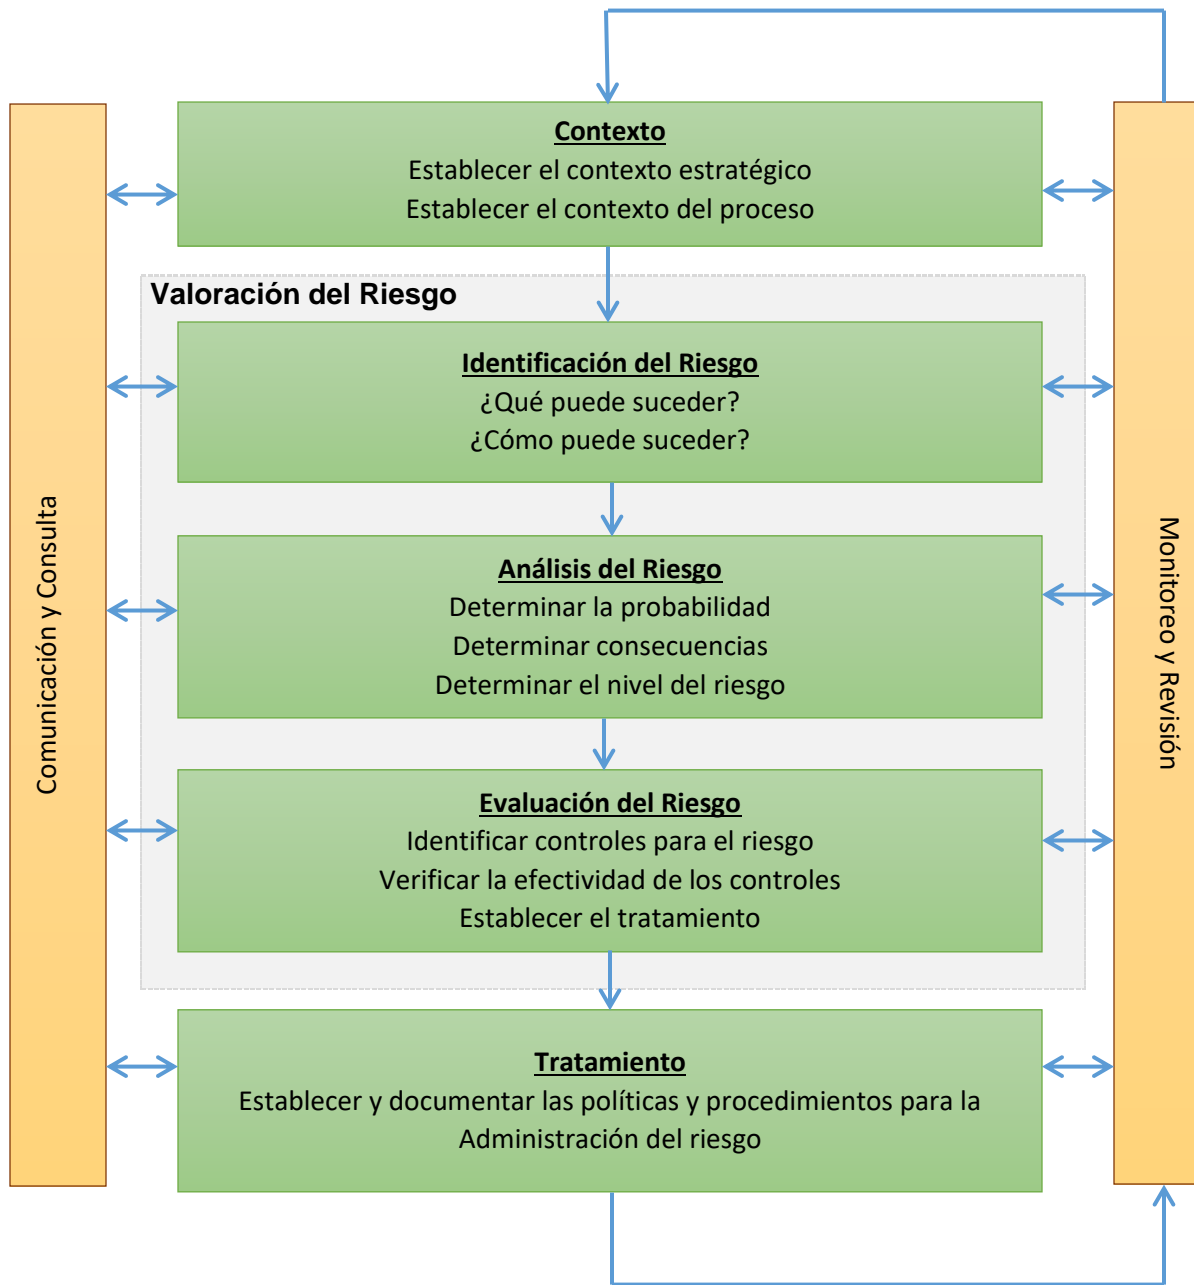 Contexto
Establecer el contexto estratégico
Establecer el contexto del proceso
Valoración del Riesgo
Identificación del Riesgo
¿Qué puede suceder?
¿Cómo puede suceder?
Análisis del Riesgo
Determinar la probabilidad
Determinar consecuencias
Determinar el nivel del riesgo
Evaluación del Riesgo
Identificar controles para el riesgo
Verificar la efectividad de los controles
Establecer el tratamiento
Tratamiento
Establecer y documentar las políticas y procedimientos para la
Administración del riesgo
Comunicación y Consulta
Monitoreo y Revisión